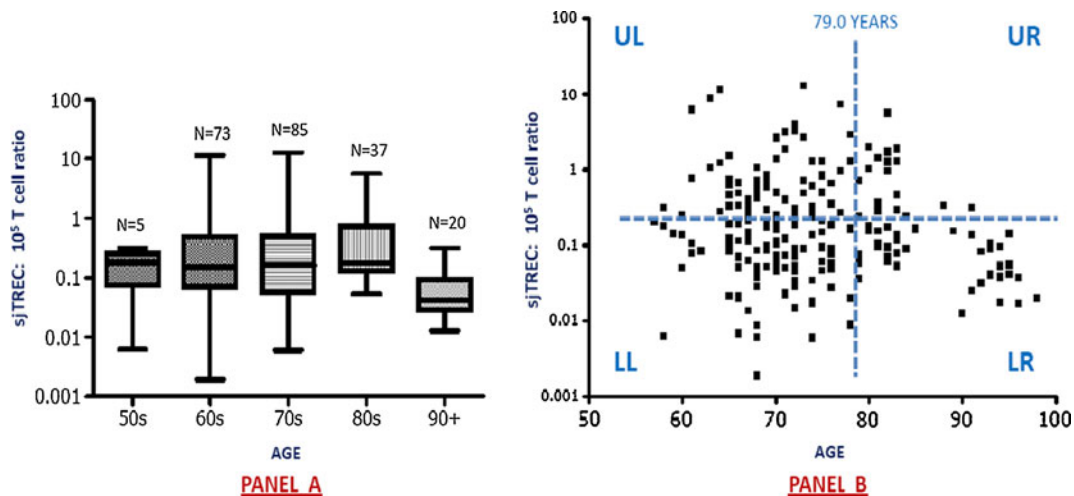 sjTREC: 10⁵ T cell ratio
100
10
1
0.1
0.01
0.001
N=5
N=73
N=85
N=37
N=20
50s
60s
70s
80s
90+
AGE
PANEL A
sjTREC: 10⁵ T cell ratio
100
10
1
0.1
0.01
0.001
UL
79.0 YEARS
UR
LL
LR
50
60
70
80
90
100
AGE
PANEL B